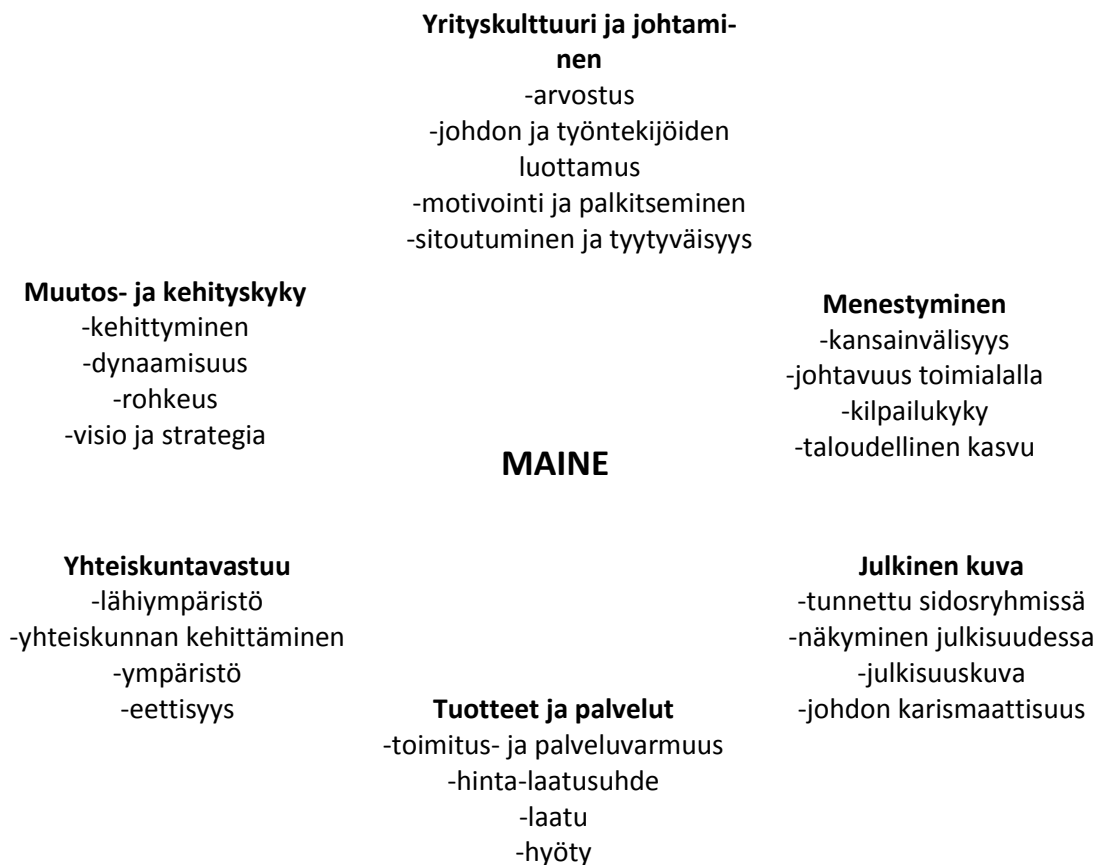 Yrityskulttuuri ja johtami-
nen
-arvostus
-johdon ja työntekijöiden
luottamus
-motivointi ja palkitseminen
-sitoutuminen ja tyytyväisyys
Muutos- ja kehityskyky
-kehittyminen
-dynaamisuus
-rohkeus
-visio ja strategia
Menestyminen
-kansainvälisyys
-johtavuus toimialalla
-kilpailukyky
-taloudellinen kasvu
MAINE
Yhteiskuntavastuu
-lähiympäristö
-yhteiskunnan kehittäminen
-ympäristö
-eettisyys
Julkinen kuva
-tunnettu sidosryhmissä
-näkyminen julkisuudessa
-julkisuuskuva
-johdon karismaattisuus
Tuotteet ja palvelut
-toimitus- ja palveluvarmuus
-hinta-laatusuhde
-laatu
-hyöty